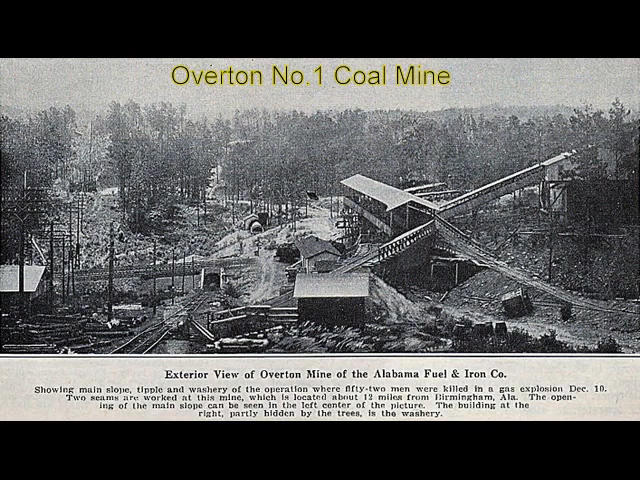 Overton No.1 Coal Mine
Exterior View of Overton Mine of the Alabama Fuel & Iron Co.
Showing main slope, tipple and washery of the operation where fifty-two men were killed in a gas explosion Dec. 10.
Two seams are worked at this mine, which is located about 12 miles from Birmingham, Ala. The open-
ing of the main slope can be seen in the left center of the picture. The building at the
right, partly hidden by the trees, is the washery.